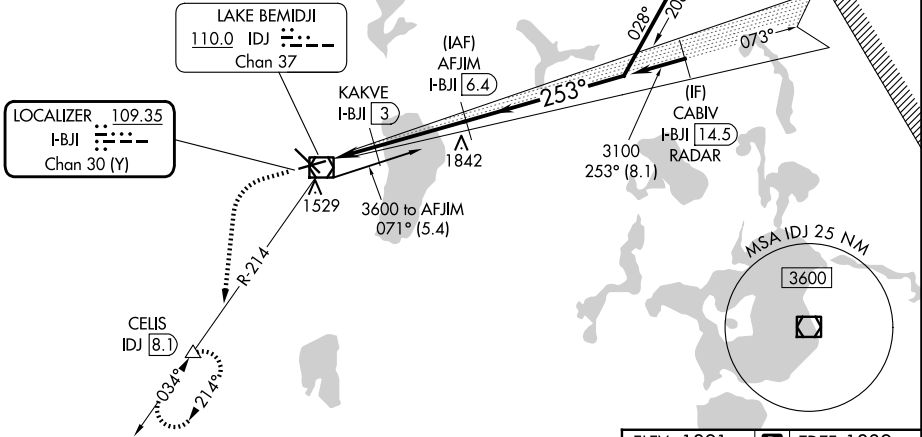 LAKE BEMIDJI
110.0 IDJ
Chan 37
LOCALIZER 109.35
I-BJI
Chan 30 (Y)
KAKVE
I-BJI 3
(IAF)
AFJIM
I-BJI 6.4
028°
073°
253°
(IF)
CABIV
I-BJI 14.5
RADAR
3100
253° (8.1)
1842
1529
3600 to AFJIM
071° (5.4)
R-214
CELIS
IDJ 8.1
034°
214°
MSA IDJ 25 NM
3600